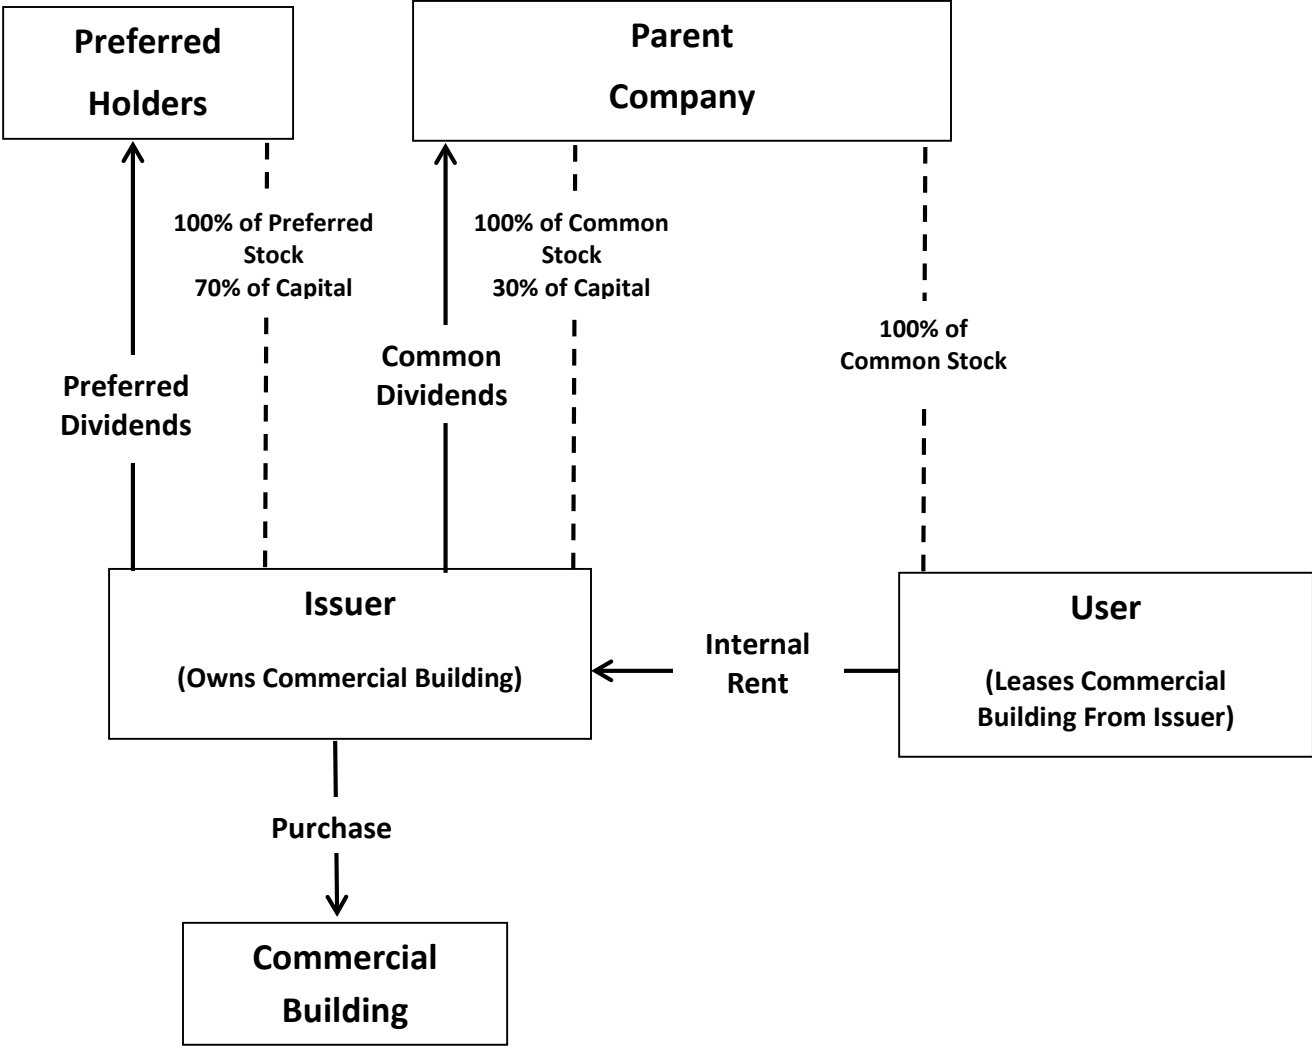 Preferred
Holders
Parent
Company
100% of Preferred
Stock
70% of Capital
100% of Common
Stock
30% of Capital
100% of
Common Stock
Preferred
Dividends
Common
Dividends
Issuer
(Owns Commercial Building)
Internal
Rent
User
(Leases Commercial
Building From Issuer)
Purchase
Commercial
Building